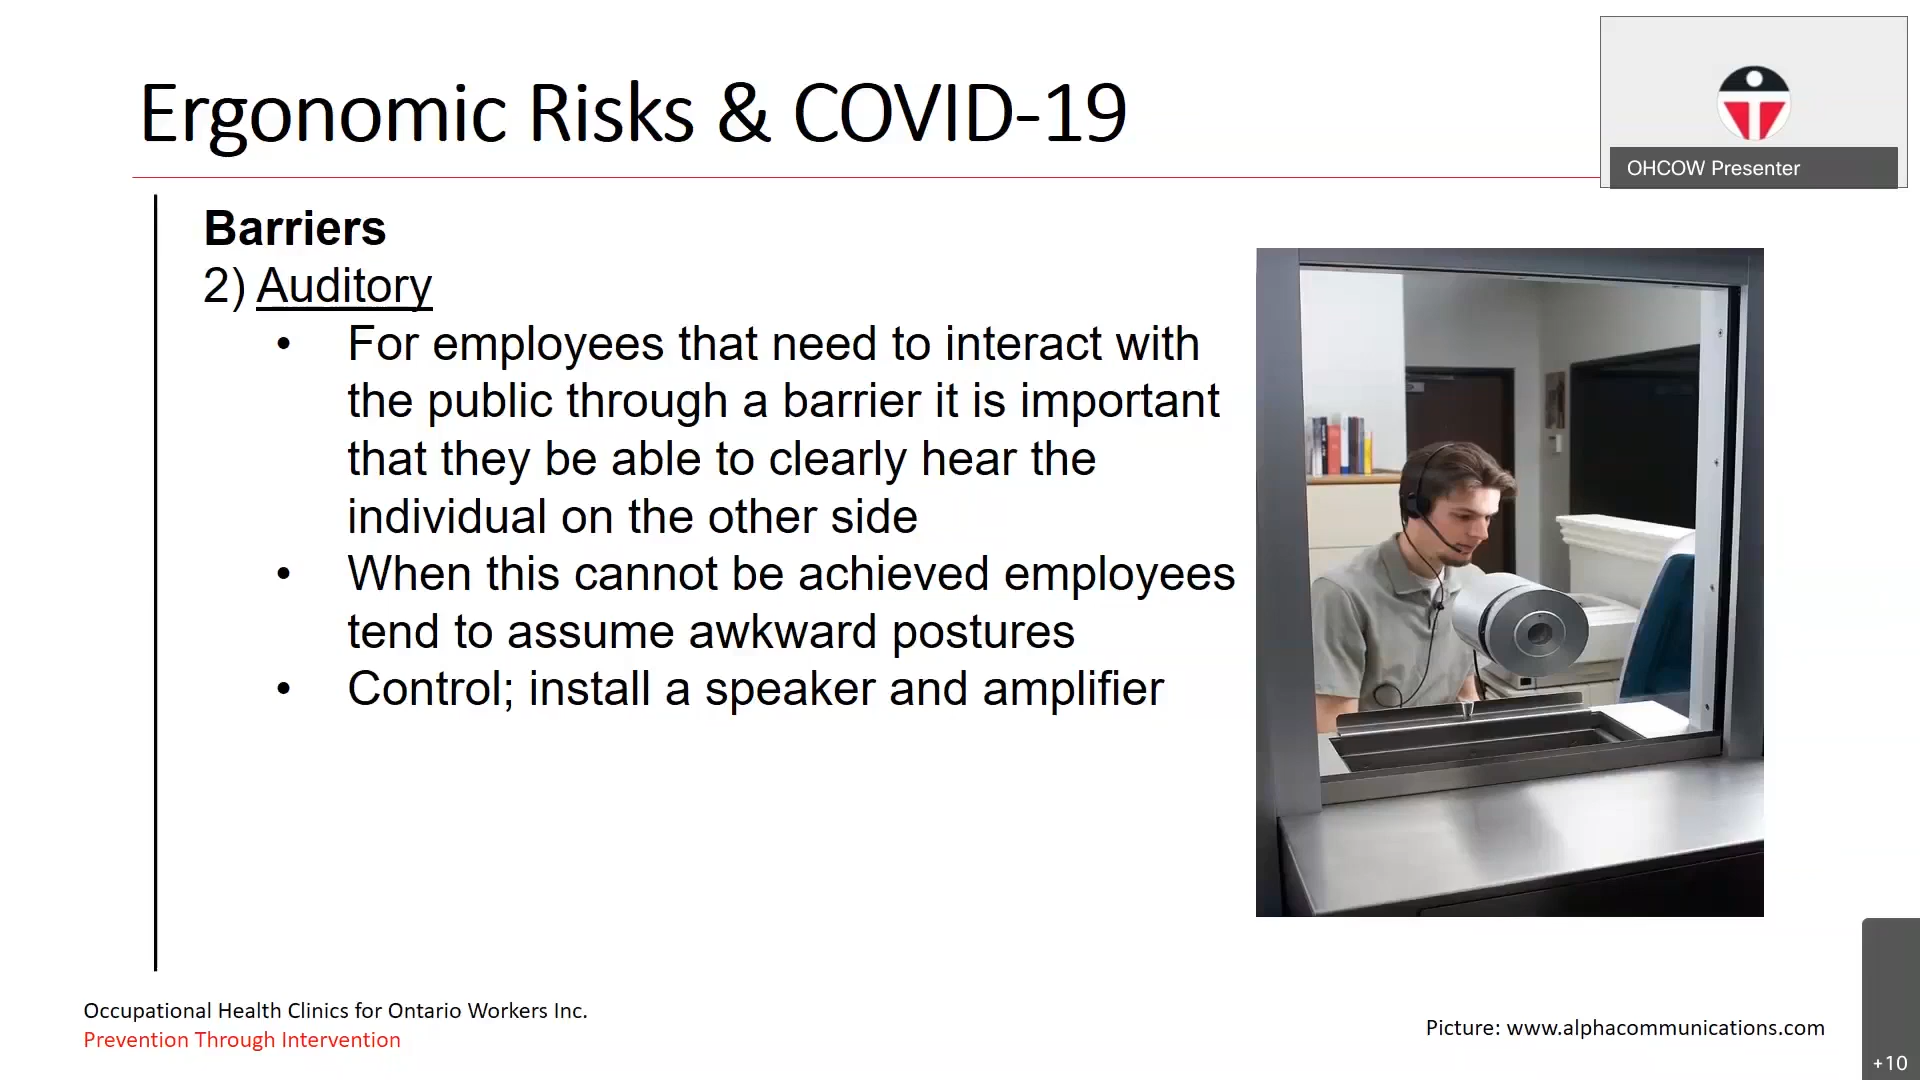 Ergonomic Risks & COVID-19
OHCOW Presenter
Barriers
2) Auditory
• For employees that need to interact with
the public through a barrier it is important
that they be able to clearly hear the
individual on the other side
• When this cannot be achieved employees
tend to assume awkward postures
• Control; install a speaker and amplifier
Occupational Health Clinics for Ontario Workers Inc.
Prevention Through Intervention
Picture: www.alphacommunications.com
+10